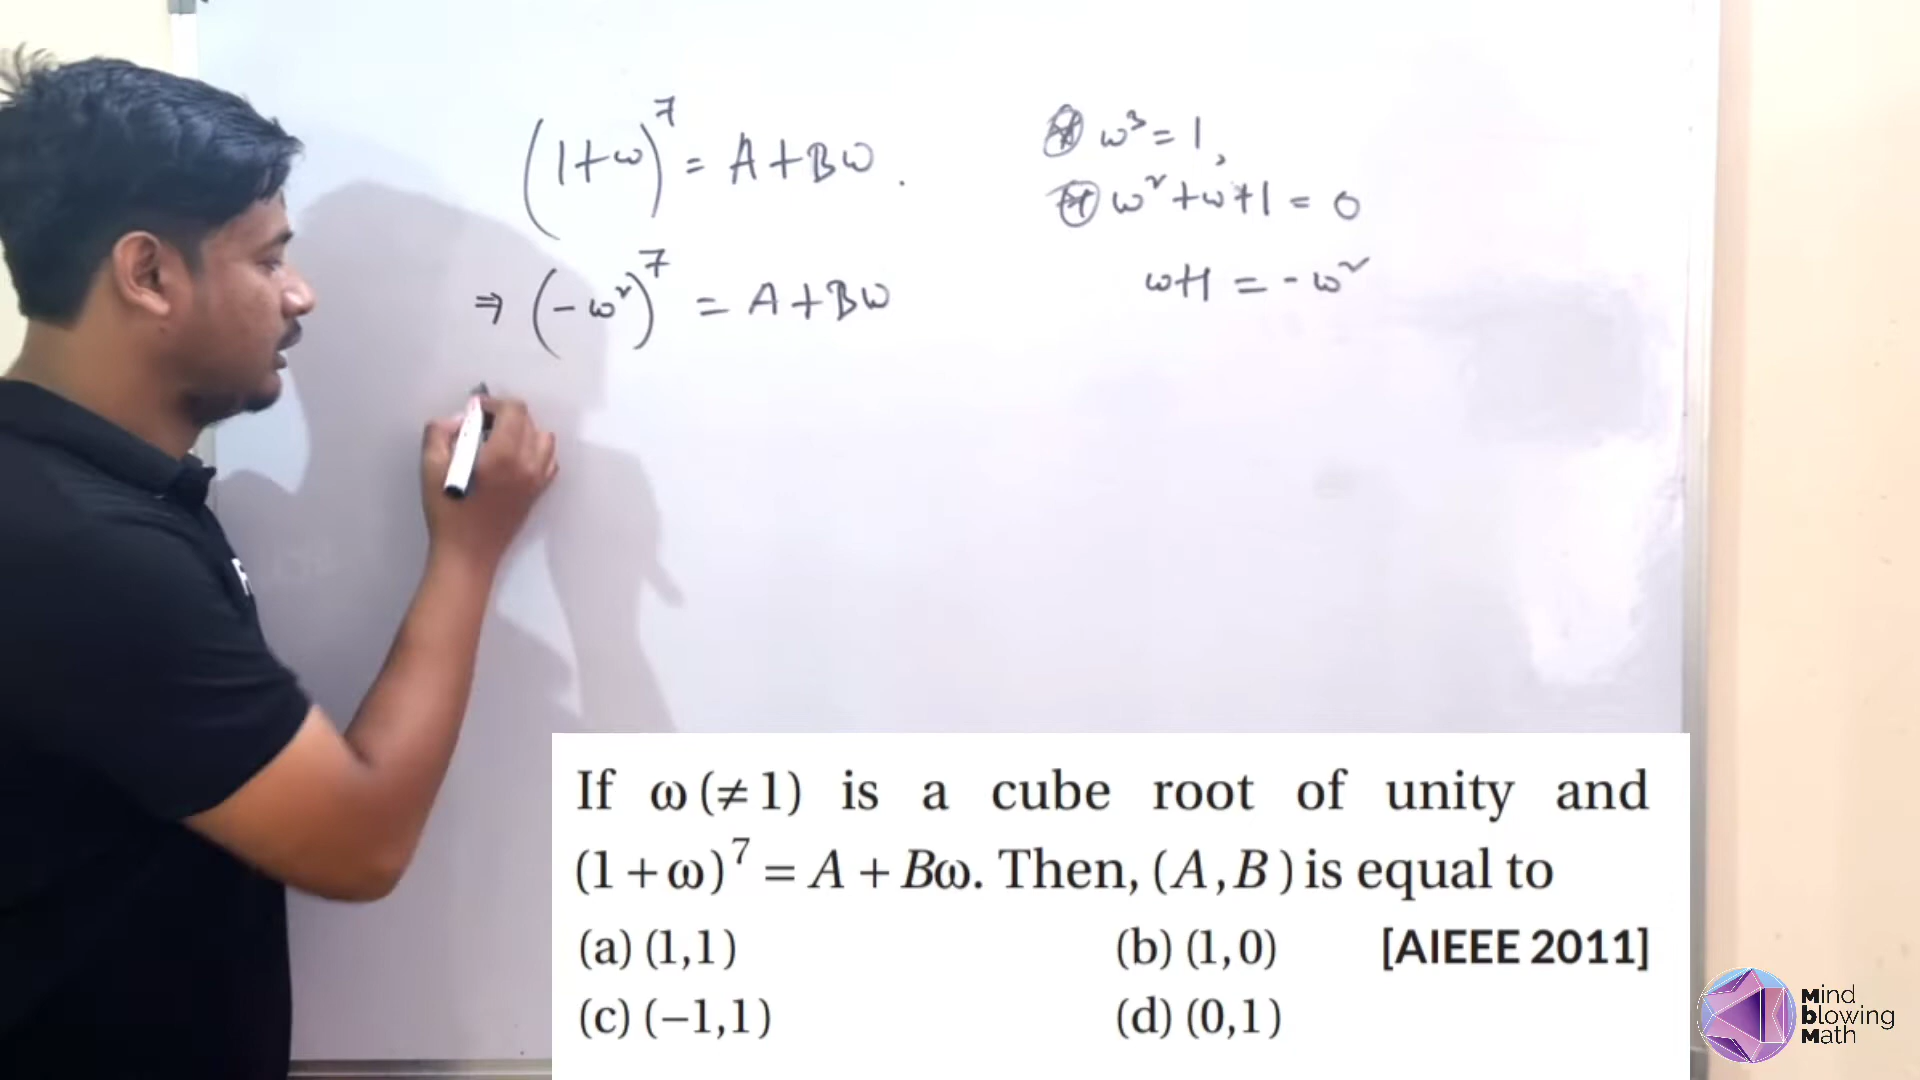 (1+ω)⁷ = A+Bω.
⇒ (-ω²)⁷ = A+Bω
ω³ = 1,
ω²+ω+1 = 0
ω+1 = -ω²
If ω (≠ 1) is a cube root of unity and
(1+ω)⁷ = A + Bω. Then, (A, B) is equal to
(a) (1,1) (b) (1,0) [AIEEE 2011]
(c) (−1,1) (d) (0,1)
Mind
blowing
Math